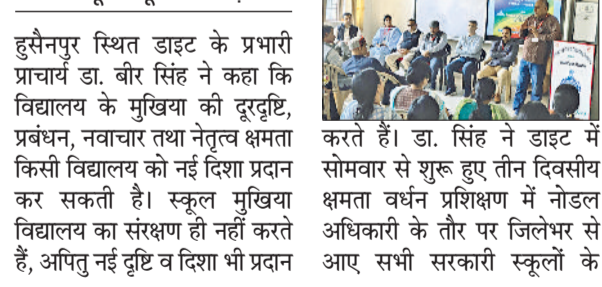 हुसैनपुर स्थित डाइट के प्रभारी
प्राचार्य डा. बीर सिंह ने कहा कि
विद्यालय के मुखिया की दूरदृष्टि,
प्रबंधन, नवाचार तथा नेतृत्व क्षमता
किसी विद्यालय को नई दिशा प्रदान
कर सकती है। स्कूल मुखिया
विद्यालय का संरक्षण ही नहीं करते
हैं, अपितु नई दृष्टि व दिशा भी प्रदान
करते हैं। डा. सिंह ने डाइट में
सोमवार से शुरू हुए तीन दिवसीय
क्षमता वर्धन प्रशिक्षण में नोडल
अधिकारी के तौर पर जिलेभर से
आए सभी सरकारी स्कूलों के